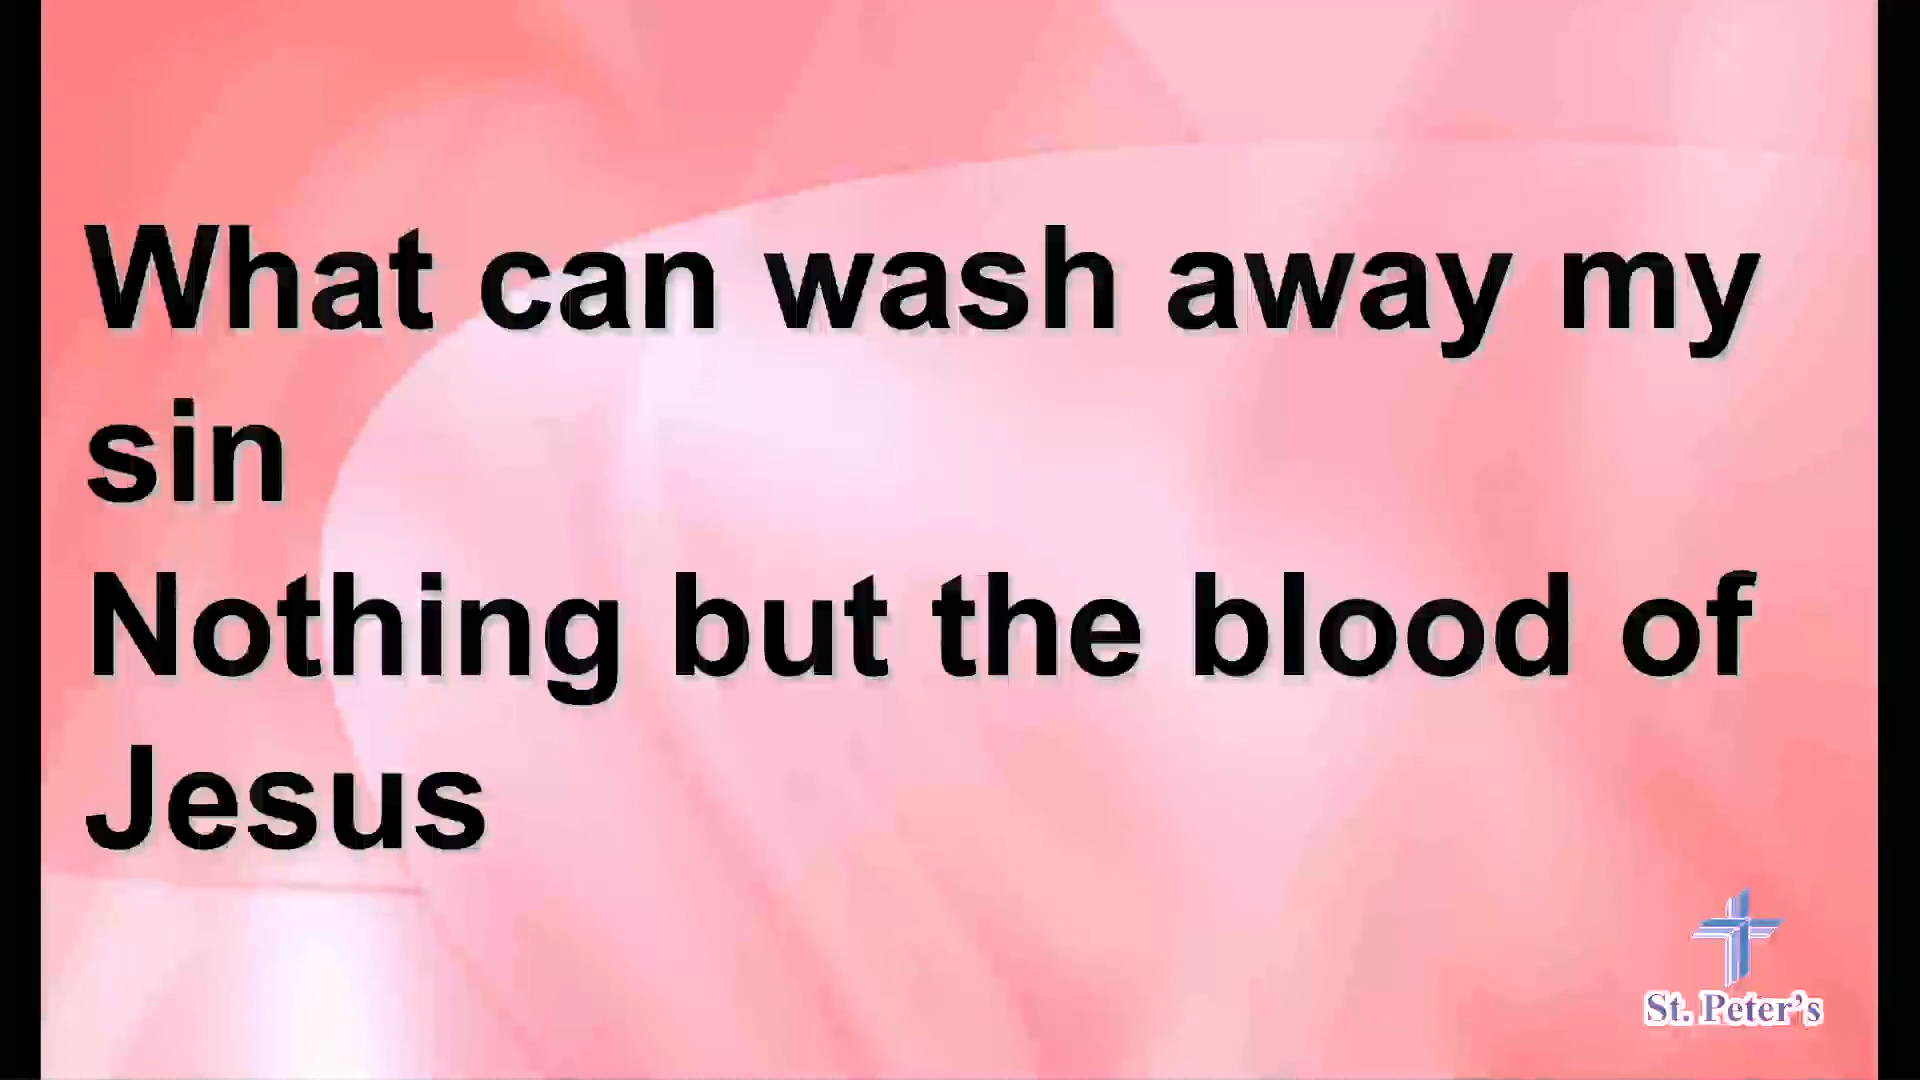 What can wash away my
sin
Nothing but the blood of
Jesus
St. Peter's